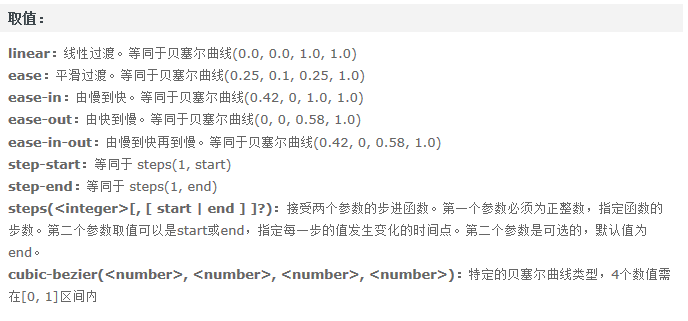 取值：
linear：线性过渡。等同于贝塞尔曲线(0.0, 0.0, 1.0, 1.0)
ease：平滑过渡。等同于贝塞尔曲线(0.25, 0.1, 0.25, 1.0)
ease-in：由慢到快。等同于贝塞尔曲线(0.42, 0, 1.0, 1.0)
ease-out：由快到慢。等同于贝塞尔曲线(0, 0, 0.58, 1.0)
ease-in-out：由慢到快再到慢。等同于贝塞尔曲线(0.42, 0, 0.58, 1.0)
step-start：等同于 steps(1, start)
step-end：等同于 steps(1, end)
steps(<integer>[, [ start | end ] ]?)：接受两个参数的步进函数。第一个参数必须为正整数，指定函数的
步数。第二个参数取值可以是start或end，指定每一步的值发生变化的时间点。第二个参数是可选的，默认值为
end。
cubic-bezier(<number>, <number>, <number>, <number>)：特定的贝塞尔曲线类型，4个数值需
在[0, 1]区间内